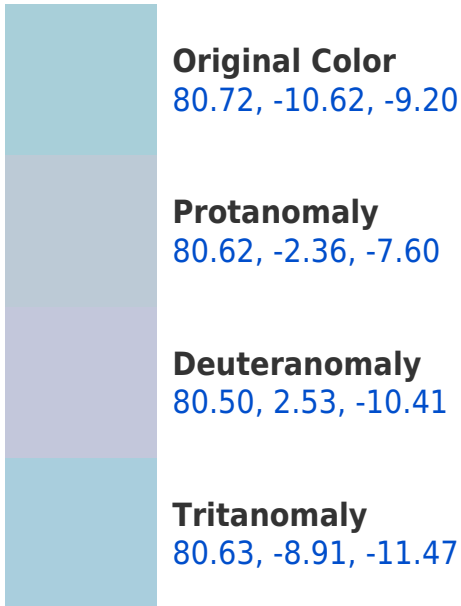 Original Color
80.72, -10.62, -9.20
Protanomaly
80.62, -2.36, -7.60
Deuteranomaly
80.50, 2.53, -10.41
Tritanomaly
80.63, -8.91, -11.47